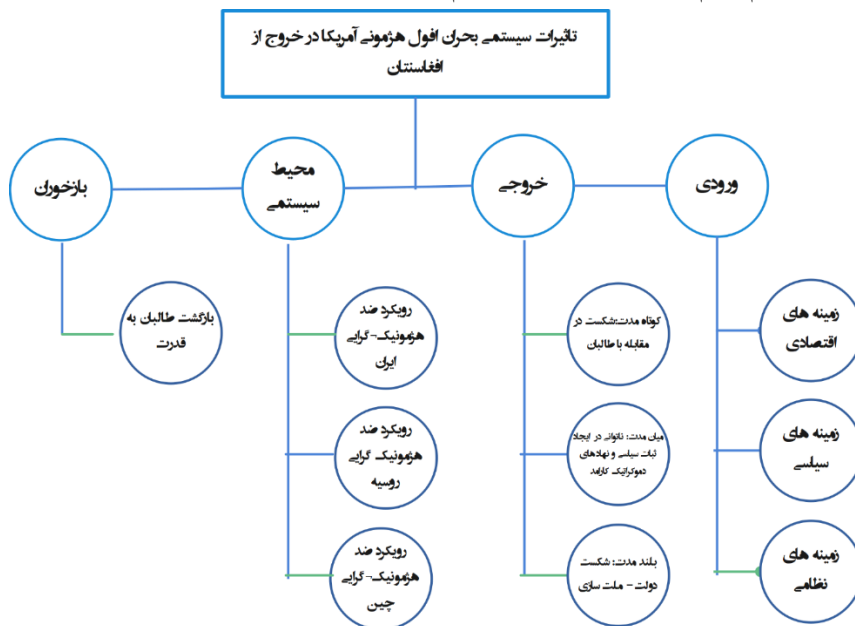 تاثیرات سیستمی بحران افول هژمونی آمریکا در خروج از
افغاسنتان
ورودی
خروجی
محیط
سیستمی
بازخوران
زمینه های
اقتصادی
زمینه های
سیاسی
زمینه های
نظامی
کوتاه مدت:شکست در
مقابله با طالبان
میان مدت: ناتوانی در ایجاد
ثبات سیاسی و نهادهای
دموکراتیک کارامد
بلند مدت: شکست
دولت - ملت سازی
رویکرد ضد
هژمونیک-گرایی
ایران
رویکرد ضد
هژمونیک گرایی
روسیه
رویکرد ضد
هژمونیک-گرایی
چین
بازگشت طالبان به
قدرت